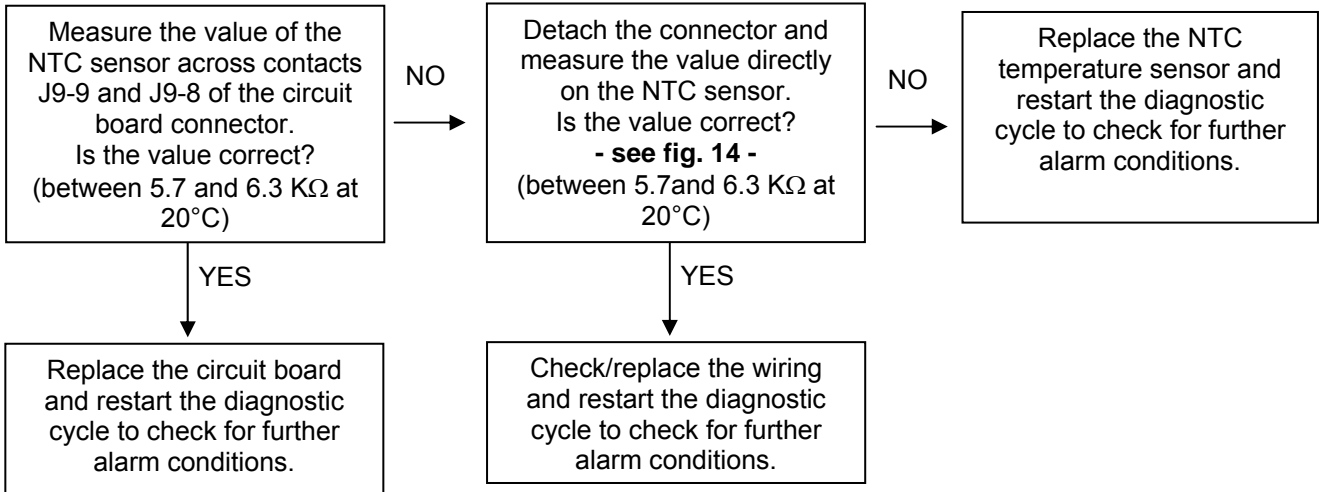 Measure the value of the
NTC sensor across contacts
J9-9 and J9-8 of the circuit
board connector.
Is the value correct?
(between 5.7 and 6.3 KΩ at
20°C)
NO
Detach the connector and
measure the value directly
on the NTC sensor.
Is the value correct?
- see fig. 14 -
(between 5.7and 6.3 KΩ at
20°C)
NO
Replace the NTC
temperature sensor and
restart the diagnostic
cycle to check for further
alarm conditions.
YES
YES
Replace the circuit board
and restart the diagnostic
cycle to check for further
alarm conditions.
Check/replace the wiring
and restart the diagnostic
cycle to check for further
alarm conditions.